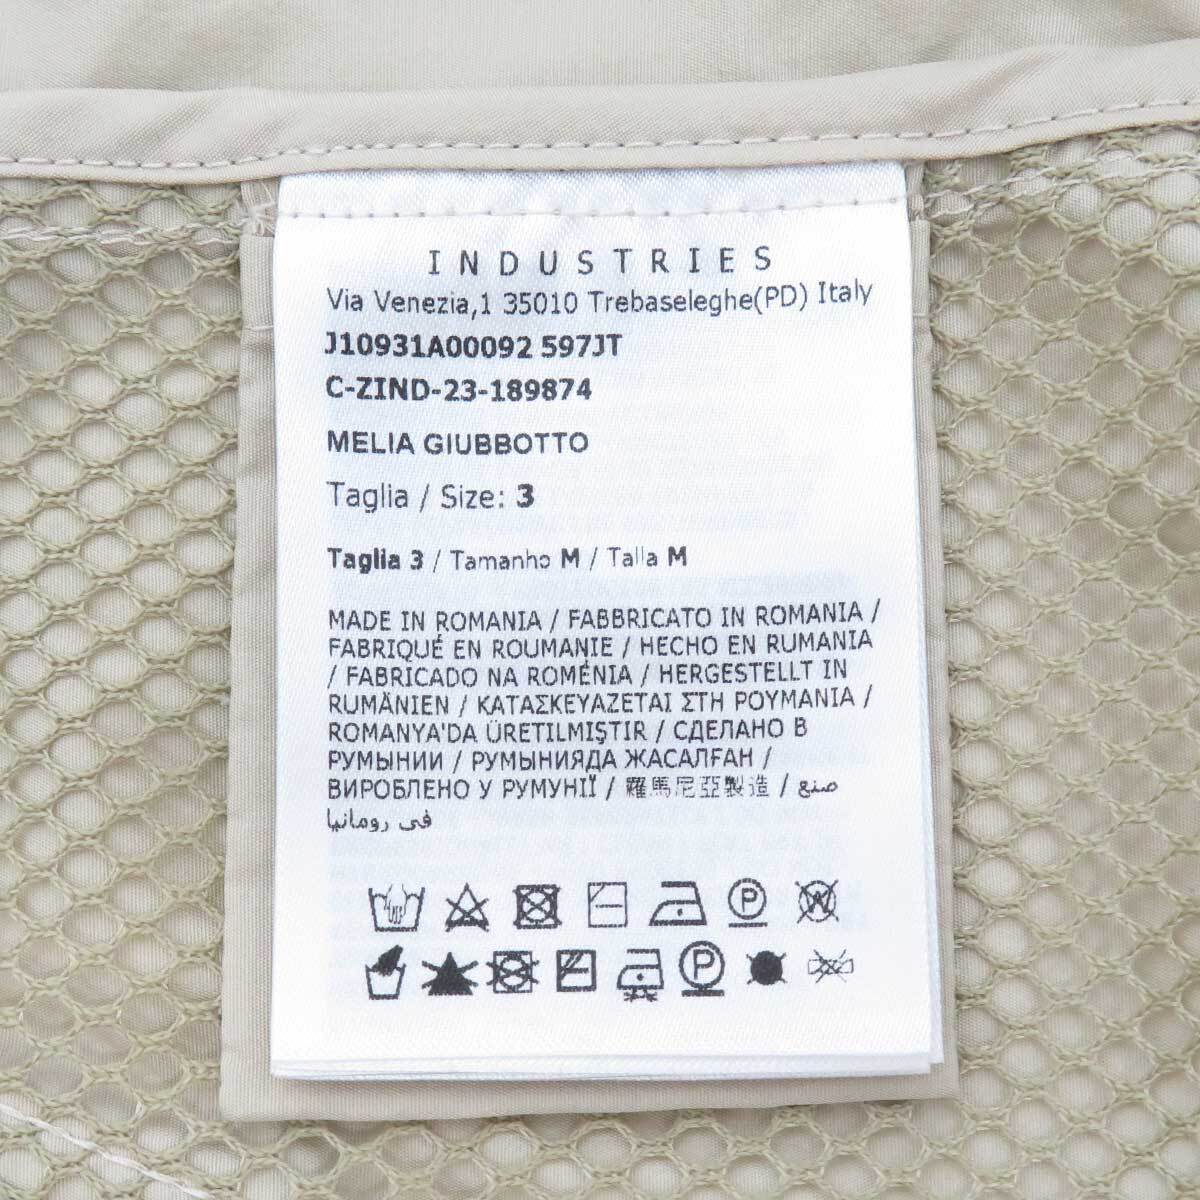 INDUSTRIES
Via Venezia,1 35010 Trebaseleghe(PD) Italy
J10931A00092 597JT
C-ZIND-23-189874
MELIA GIUBBOTTO
Taglia / Size: 3
Taglia 3 / Tamanho M / Talla M
MADE IN ROMANIA / FABBRICATO IN ROMANIA /
FABRIQUÉ EN ROUMANIE / HECHO EN RUMANIA
/ FABRICADO NA ROMÉNIA / HERGESTELLT IN
RUMÄNIEN / ΚΑΤΑΣΚΕΥΑΖΕΤΑΙ ΣΤΗ ΡΟΥΜΑΝΙΑ /
ROMANYA'DA ÜRETILMIŞTIR / СДЕЛАНО В
РУМЫНИИ / РУМЫНИЯДА ЖАСАЛҒАН /
ВИРОБЛЕНО У РУМУНІЇ / 羅馬尼亞製造 / صنع
في رومانيا
P
W
P